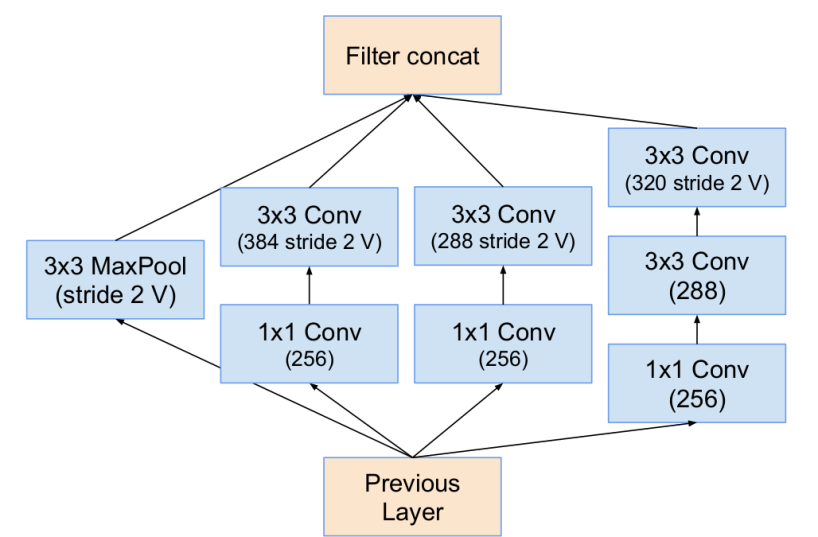 Filter concat
3x3 Conv
(320 stride 2 V)
3x3 Conv
(384 stride 2 V)
3x3 Conv
(288 stride 2 V)
3x3 MaxPool
(stride 2 V)
3x3 Conv
(288)
1x1 Conv
(256)
1x1 Conv
(256)
1x1 Conv
(256)
Previous
Layer